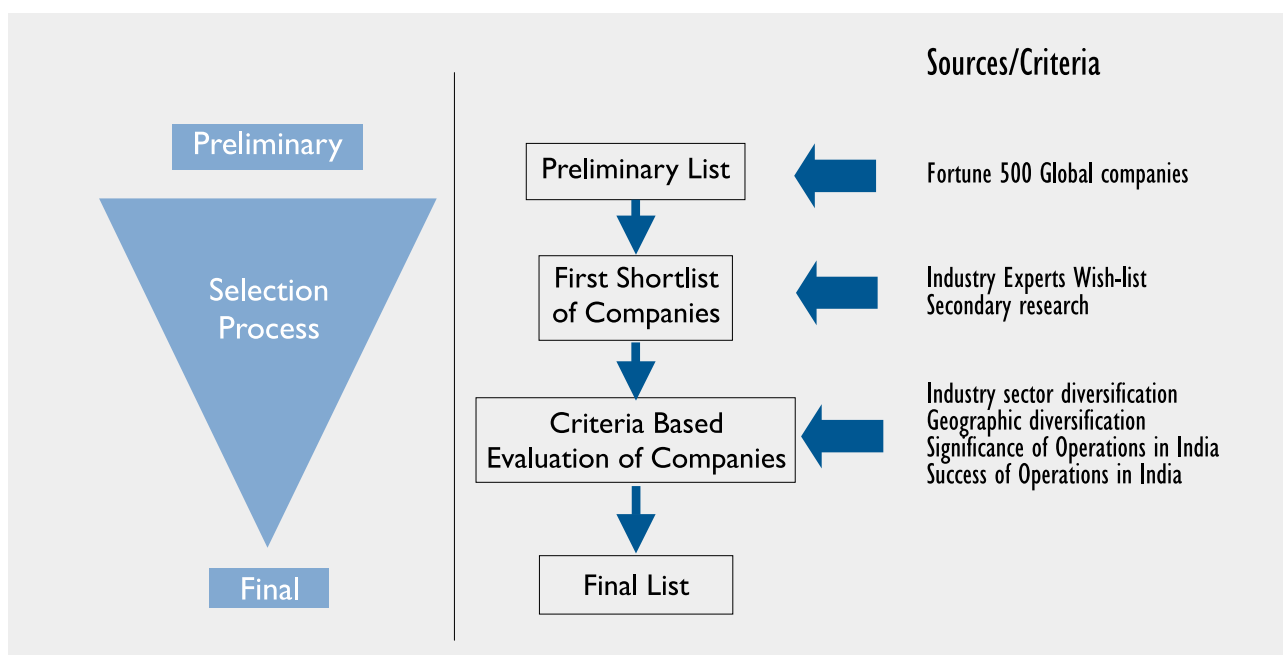 Preliminary
Selection
Process
Final
Sources/Criteria
Preliminary List
Fortune 500 Global companies
First Shortlist
of Companies
Industry Experts Wish-list
Secondary research
Criteria Based
Evaluation of Companies
Industry sector diversification
Geographic diversification
Significance of Operations in India
Success of Operations in India
Final List